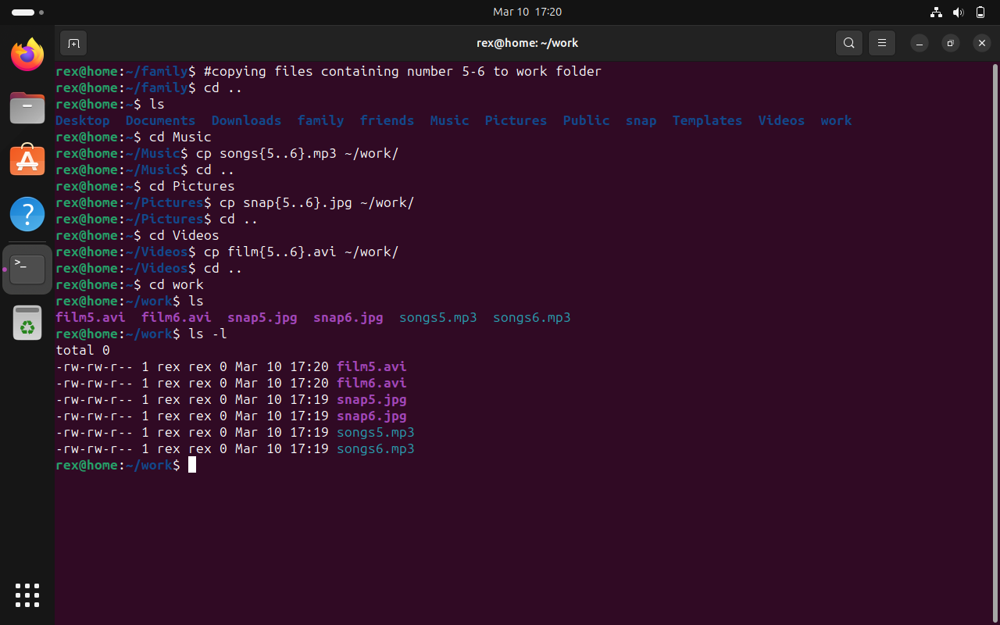 Mar 10 17:20
rex@home: ~/work
rex@home:~/family$ #copying files containing number 5-6 to work folder
rex@home:~/family$ cd ..
rex@home:~$ ls
Desktop Documents Downloads family friends Music Pictures Public snap Templates Videos work
rex@home:~$ cd Music
rex@home:~/Music$ cp songs{5..6}.mp3 ~/work/
rex@home:~/Music$ cd ..
rex@home:~$ cd Pictures
rex@home:~/Pictures$ cp snap{5..6}.jpg ~/work/
rex@home:~/Pictures$ cd ..
rex@home:~$ cd Videos
rex@home:~/Videos$ cp film{5..6}.avi ~/work/
rex@home:~/Videos$ cd ..
rex@home:~$ cd work
rex@home:~/work$ ls
film5.avi film6.avi snap5.jpg snap6.jpg songs5.mp3 songs6.mp3
rex@home:~/work$ ls -l
total 0
-rw-rw-r-- 1 rex rex 0 Mar 10 17:20 film5.avi
-rw-rw-r-- 1 rex rex 0 Mar 10 17:20 film6.avi
-rw-rw-r-- 1 rex rex 0 Mar 10 17:19 snap5.jpg
-rw-rw-r-- 1 rex rex 0 Mar 10 17:19 snap6.jpg
-rw-rw-r-- 1 rex rex 0 Mar 10 17:19 songs5.mp3
-rw-rw-r-- 1 rex rex 0 Mar 10 17:19 songs6.mp3
rex@home:~/work$